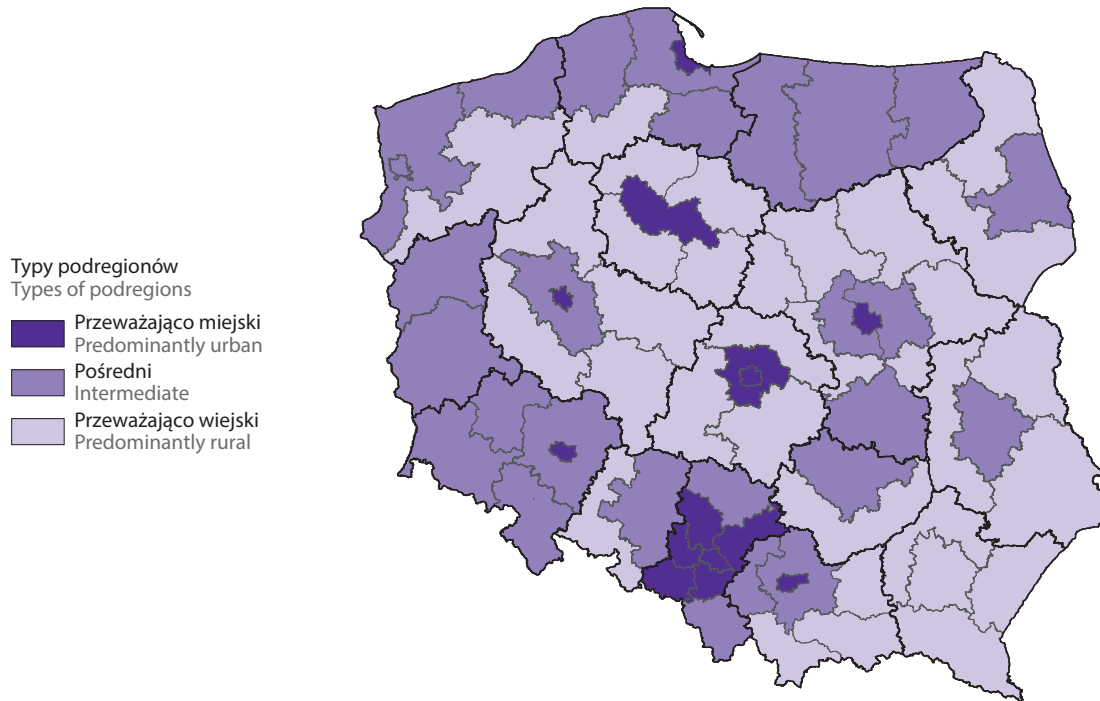 Typy podregionów
Types of podregions
Przeważająco miejski
Predominantly urban
Pośredni
Intermediate
Przeważająco wiejski
Predominantly rural